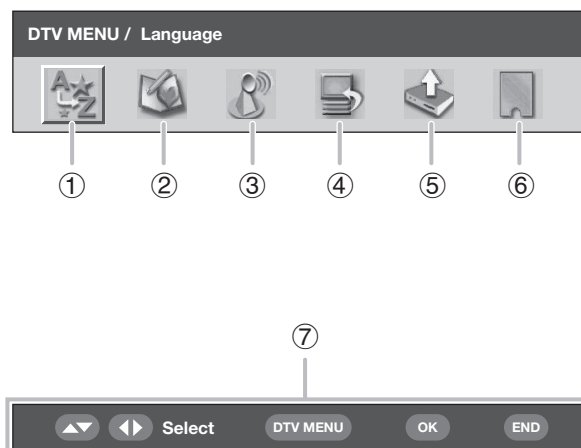 DTV MENU / Language
A Z
① ② ③ ④ ⑤ ⑥
⑦
Select DTV MENU OK END